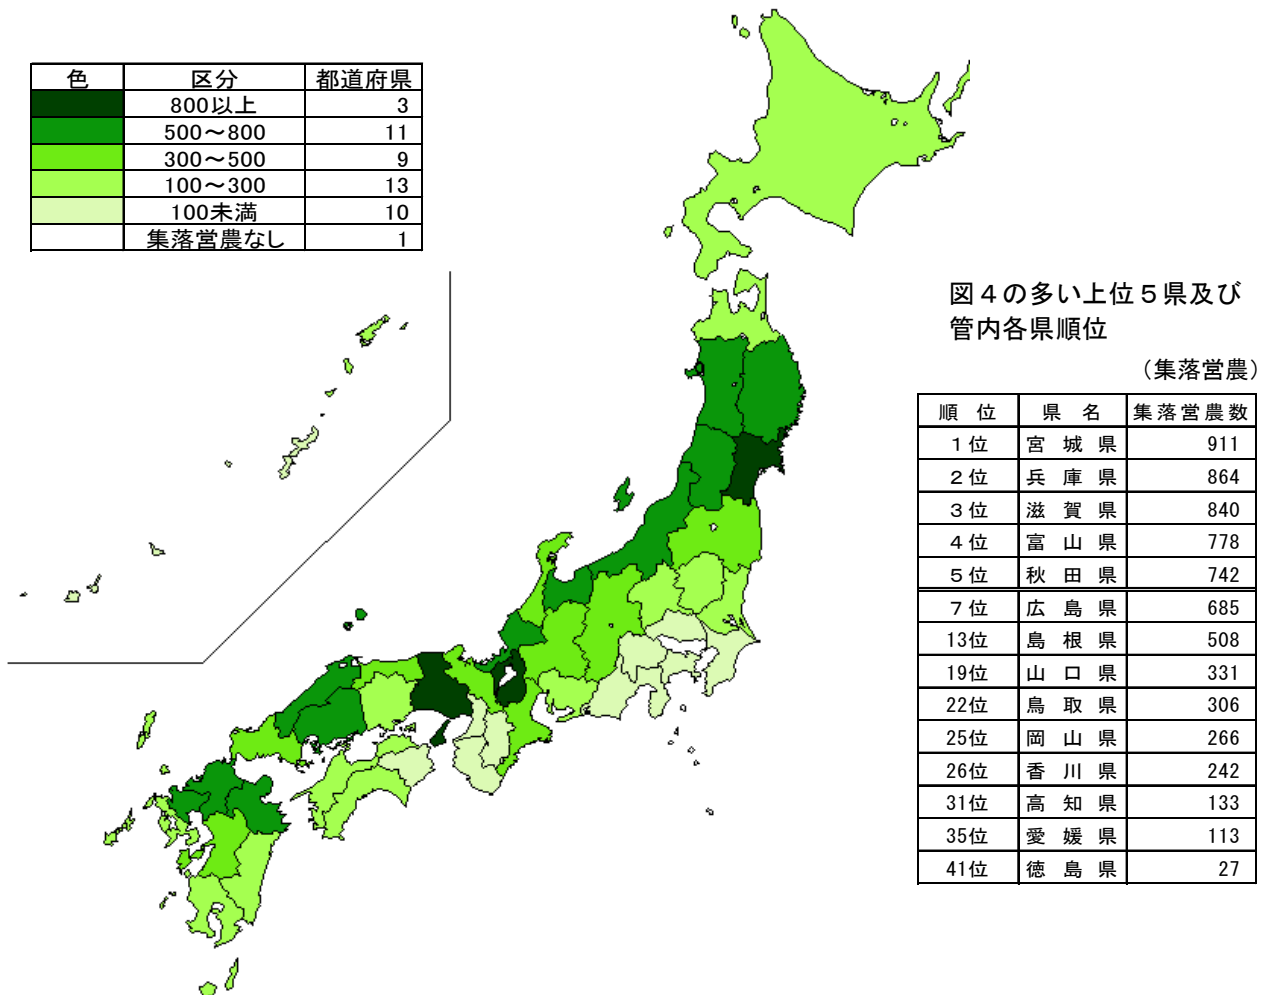 色 区分 都道府県
800以上 3
500～800 11
300～500 9
100～300 13
100未満 10
集落営農なし 1
図４の多い上位５県及び
管内各県順位
（集落営農）
順位 県名 集落営農数
1位 宮城県 911
2位 兵庫県 864
3位 滋賀県 840
4位 富山県 778
5位 秋田県 742
7位 広島県 685
13位 島根県 508
19位 山口県 331
22位 鳥取県 306
25位 岡山県 266
26位 香川県 242
31位 高知県 133
35位 愛媛県 113
41位 徳島県 27